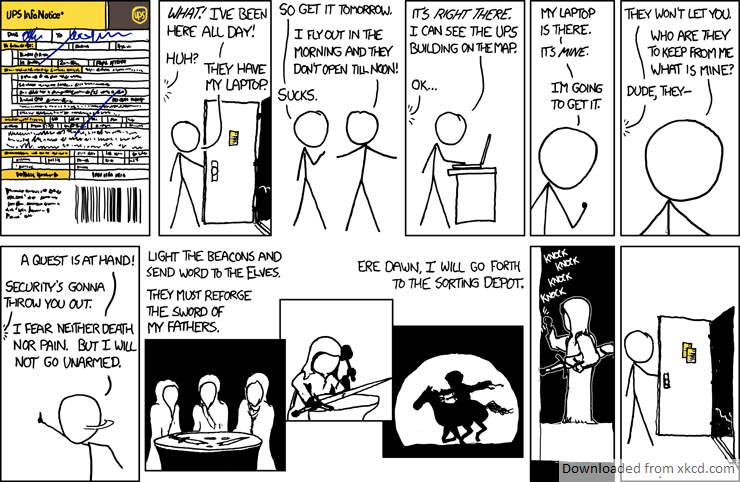 UPS InfoNotice®
UPS
WHAT! I'VE BEEN
HERE ALL DAY!
HUH?
THEY HAVE
MY LAPTOP.
SO GET IT TOMORROW.
I FLY OUT IN THE
MORNING AND THEY
DON'T OPEN TILL NOON!
SUCKS.
IT'S RIGHT THERE.
I CAN SEE THE UPS
BUILDING ON THE MAP.
OK...
MY LAPTOP
IS THERE.
IT'S MINE.
I'M GOING
TO GET IT.
THEY WON'T LET YOU.
WHO ARE THEY
TO KEEP FROM ME
WHAT IS MINE?
DUDE, THEY—
A QUEST IS AT HAND!
SECURITY'S GONNA
THROW YOU OUT.
I FEAR NEITHER DEATH
NOR PAIN. BUT I WILL
NOT GO UNARMED.
LIGHT THE BEACONS AND
SEND WORD TO THE ELVES.
THEY MUST REFORGE
THE SWORD OF
MY FATHERS.
ERE DAWN, I WILL GO FORTH
TO THE SORTING DEPOT.
KNOCK
KNOCK
KNOCK
KNOCK
Downloaded from xkcd.com